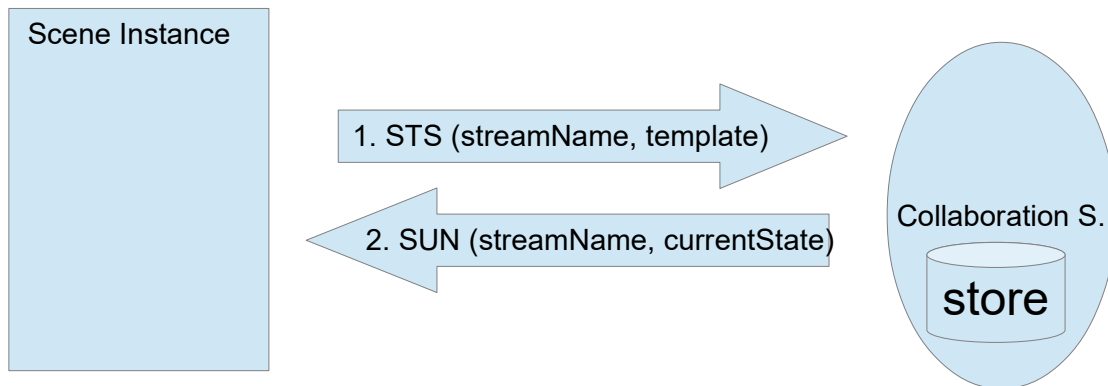 Scene Instance
1. STS (streamName, template)
2. SUN (streamName, currentState)
Collaboration S.
store